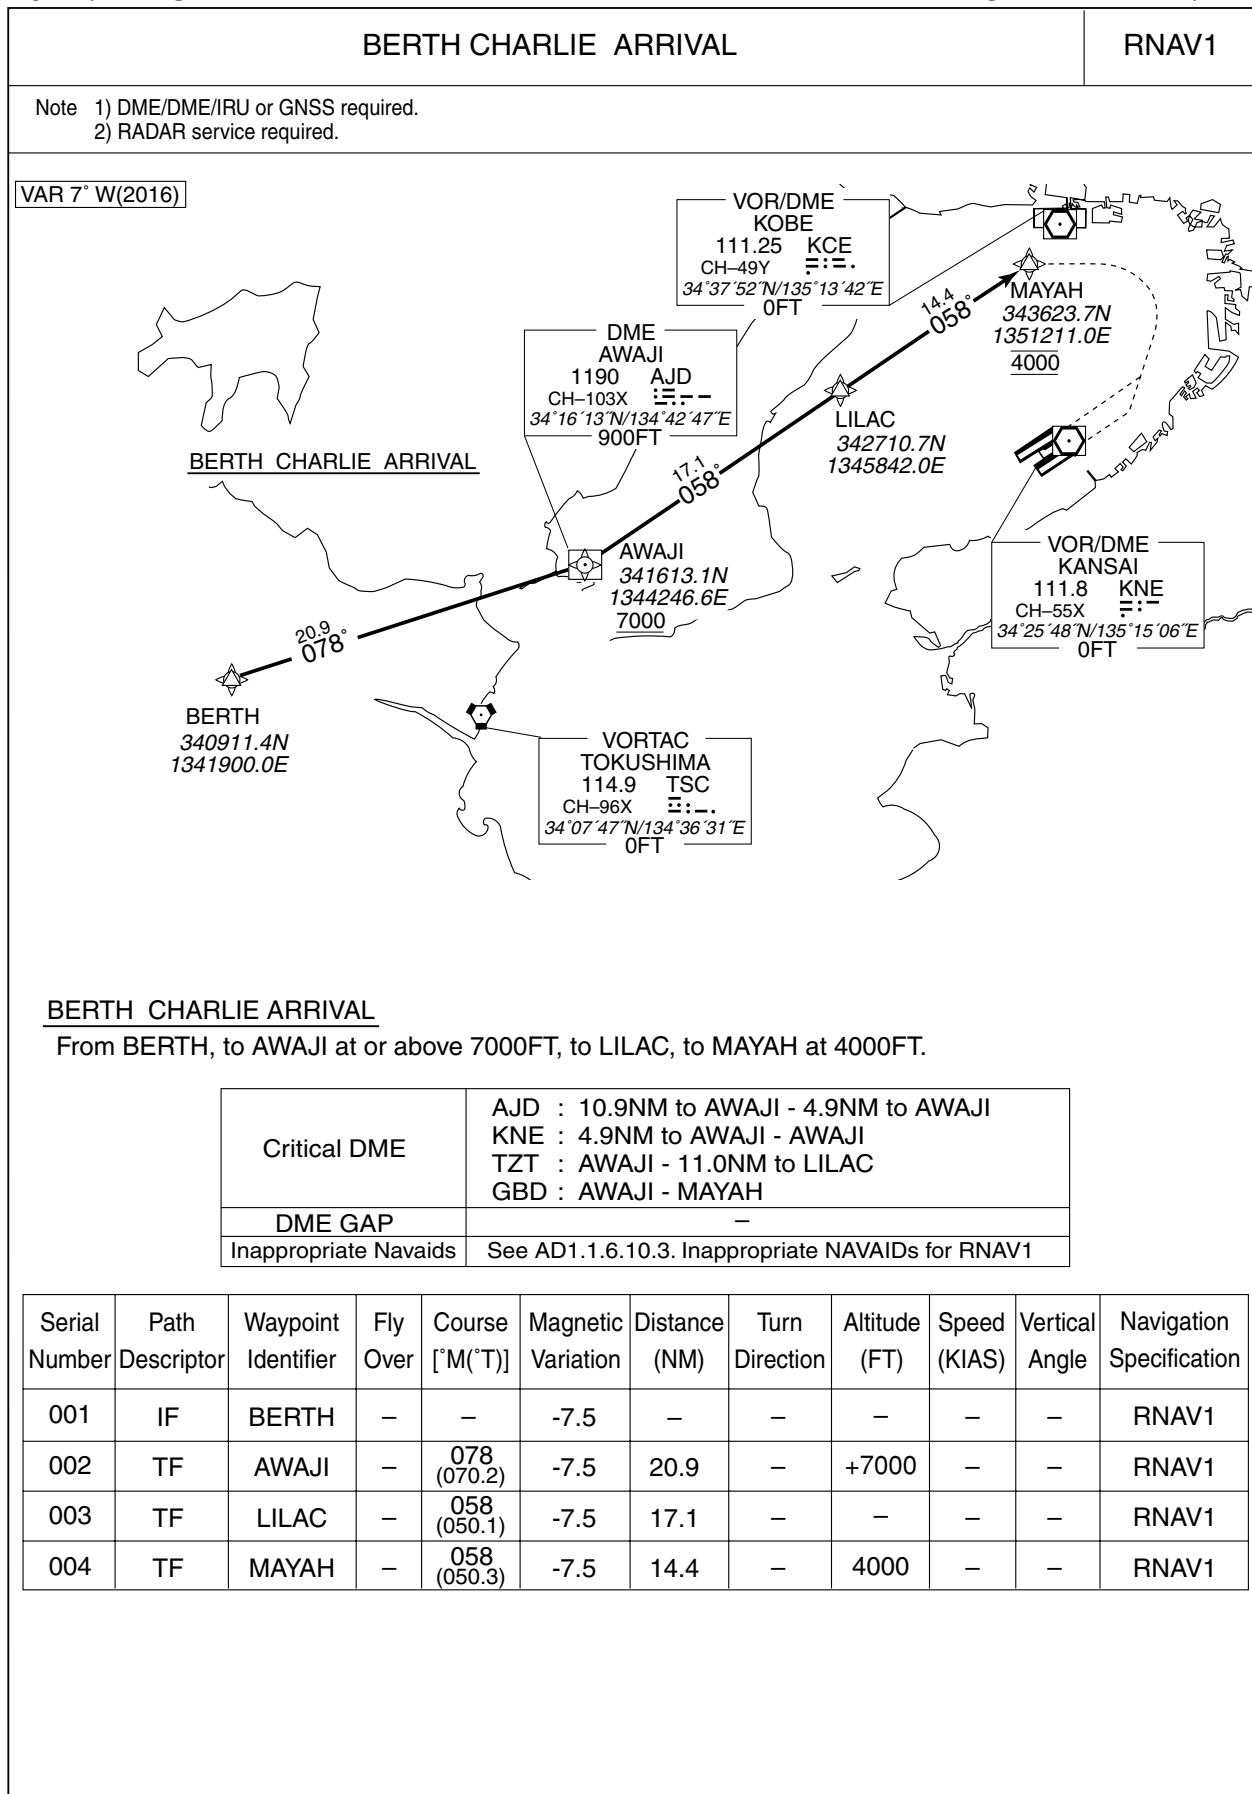 BERTH CHARLIE ARRIVAL
RNAV1
Note 1) DME/DME/IRU or GNSS required.
2) RADAR service required.
VAR 7° W(2016)
VOR/DME
KOBE
111.25 KCE
CH–49Y
34°37´52˝N/135°13´42˝E
0FT
MAYAH
343623.7N
1351211.0E
4000
14.4
058°
DME
AWAJI
1190 AJD
CH–103X
34°16´13˝N/134°42´47˝E
900FT
LILAC
342710.7N
1345842.0E
BERTH CHARLIE ARRIVAL
17.1
058°
AWAJI
341613.1N
1344246.6E
7000
VOR/DME
KANSAI
111.8 KNE
CH–55X
34°25´48˝N/135°15´06˝E
0FT
20.9
078°
BERTH
340911.4N
1341900.0E
VORTAC
TOKUSHIMA
114.9 TSC
CH–96X
34°07´47˝N/134°36´31˝E
0FT
BERTH CHARLIE ARRIVAL
From BERTH, to AWAJI at or above 7000FT, to LILAC, to MAYAH at 4000FT.
Critical DME
AJD : 10.9NM to AWAJI - 4.9NM to AWAJI
KNE : 4.9NM to AWAJI - AWAJI
TZT : AWAJI - 11.0NM to LILAC
GBD : AWAJI - MAYAH
DME GAP –
Inappropriate Navaids See AD1.1.6.10.3. Inappropriate NAVAIDs for RNAV1
Serial Path Waypoint Fly Course Magnetic Distance Turn Altitude Speed Vertical Navigation
Number Descriptor Identifier Over [°M(°T)] Variation (NM) Direction (FT) (KIAS) Angle Specification
001 IF BERTH – – -7.5 – – – – – RNAV1
002 TF AWAJI – 078 (070.2) -7.5 20.9 – +7000 – – RNAV1
003 TF LILAC – 058 (050.1) -7.5 17.1 – – – – RNAV1
004 TF MAYAH – 058 (050.3) -7.5 14.4 – 4000 – – RNAV1